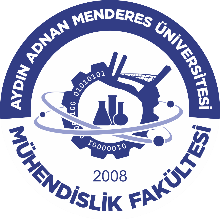 AYDIN ADNAN MENDERES ÜNİVERSİTESİ
2008
MÜHENDİSLİK FAKÜLTESİ